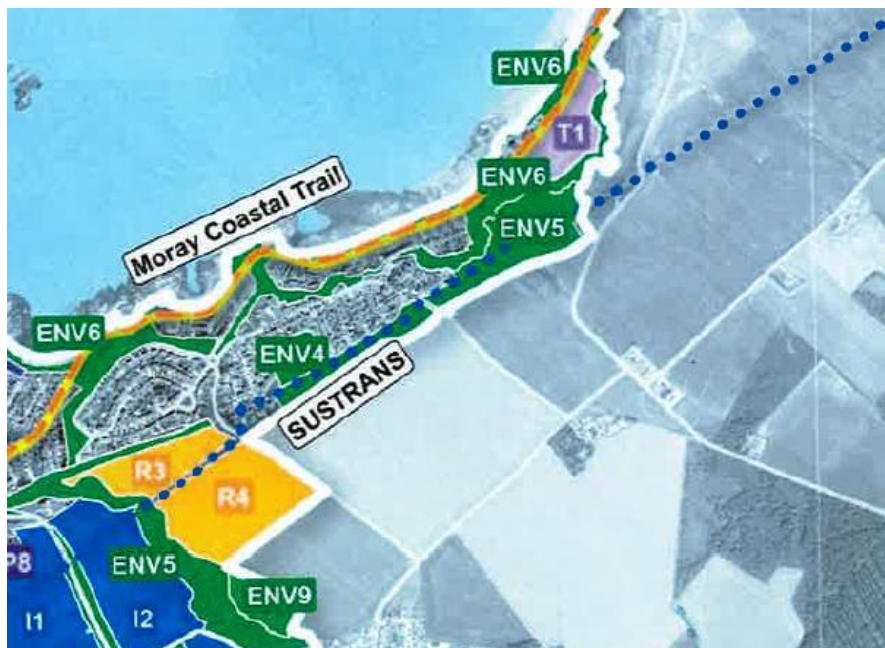 ENV6
T1
ENV6
Moray Coastal Trail
ENV5
ENV6
ENV4
SUSTRANS
R3
R4
P8
ENV5
ENV9
I1
I2